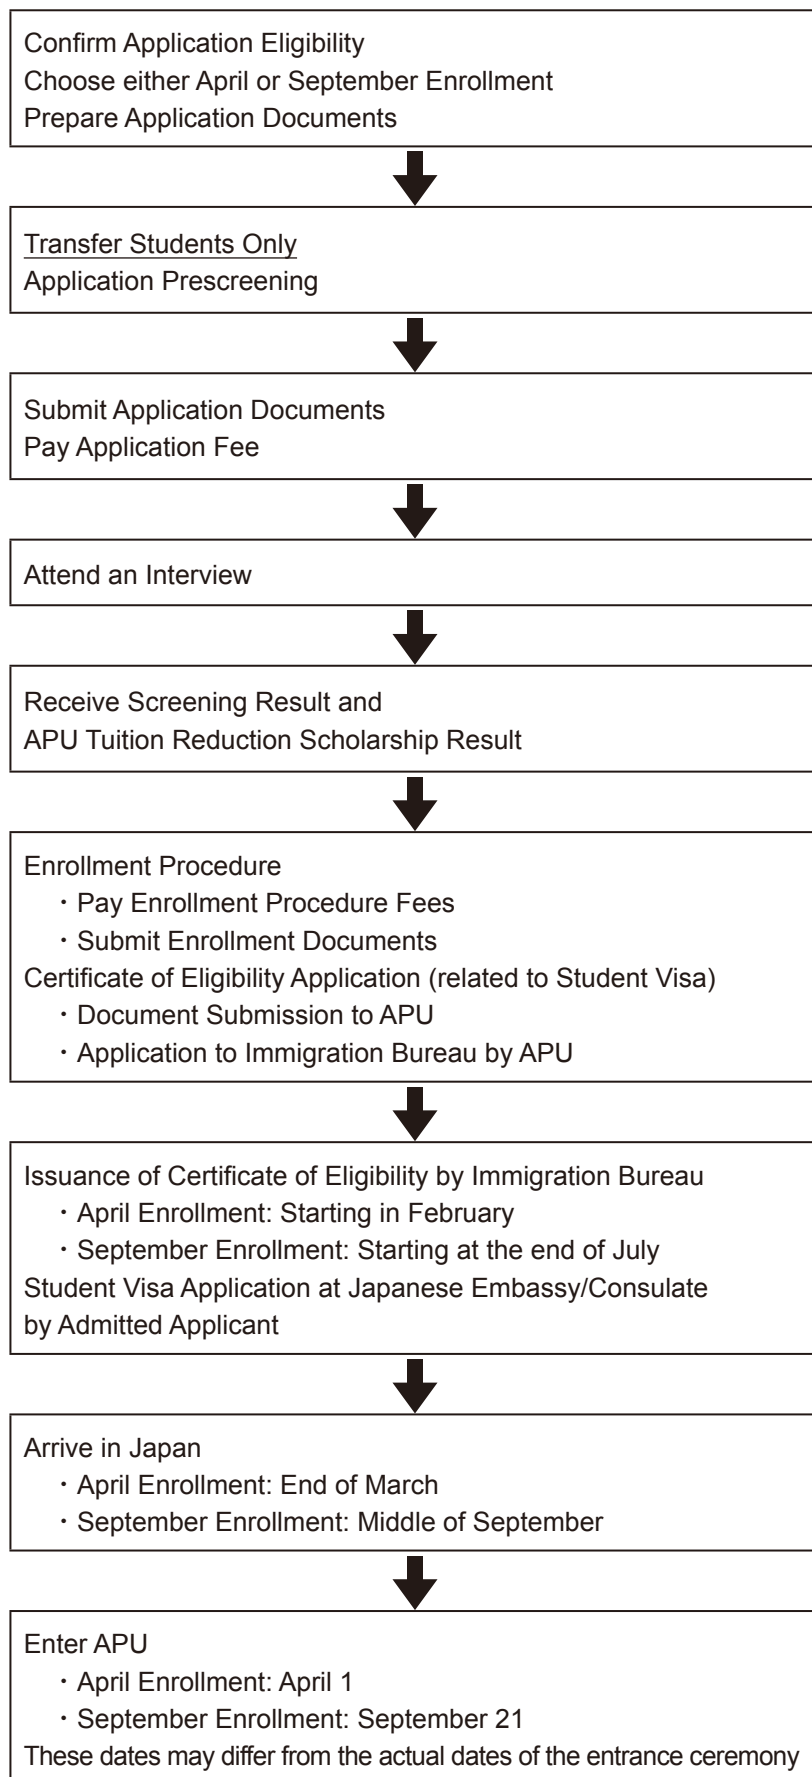 Confirm Application Eligibility
Choose either April or September Enrollment
Prepare Application Documents
Transfer Students Only
Application Prescreening
Submit Application Documents
Pay Application Fee
Attend an Interview
Receive Screening Result and
APU Tuition Reduction Scholarship Result
Enrollment Procedure
・Pay Enrollment Procedure Fees
・Submit Enrollment Documents
Certificate of Eligibility Application (related to Student Visa)
・Document Submission to APU
・Application to Immigration Bureau by APU
Issuance of Certificate of Eligibility by Immigration Bureau
・April Enrollment: Starting in February
・September Enrollment: Starting at the end of July
Student Visa Application at Japanese Embassy/Consulate
by Admitted Applicant
Arrive in Japan
・April Enrollment: End of March
・September Enrollment: Middle of September
Enter APU
・April Enrollment: April 1
・September Enrollment: September 21
These dates may differ from the actual dates of the entrance ceremony